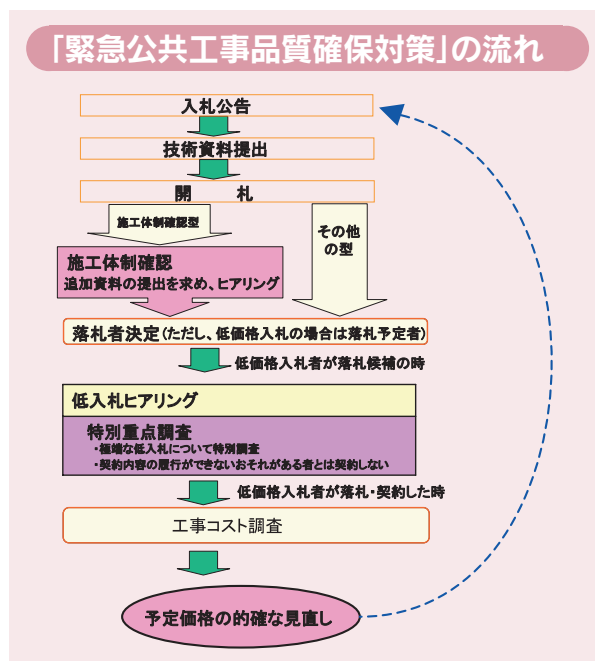 「緊急公共工事品質確保対策」の流れ
入札公告
技術資料提出
開　札
施工体制確認型
その他
の型
施工体制確認
追加資料の提出を求め、ヒアリング
落札者決定(ただし、低価格入札の場合は落札予定者)
低価格入札者が落札候補の時
低入札ヒアリング
特別重点調査
・極端な低入札について特別調査
・契約内容の履行ができないおそれがある者とは契約しない
低価格入札者が落札・契約した時
工事コスト調査
予定価格の的確な見直し